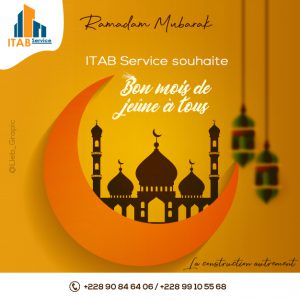 ITAB
Service
Ramadam Mubarak
ITAB Service souhaite
Bon mois de
jeûne à tous
@Lieb_Grapic
La construction autrement
+228 90 84 64 06 / +228 99 10 55 68